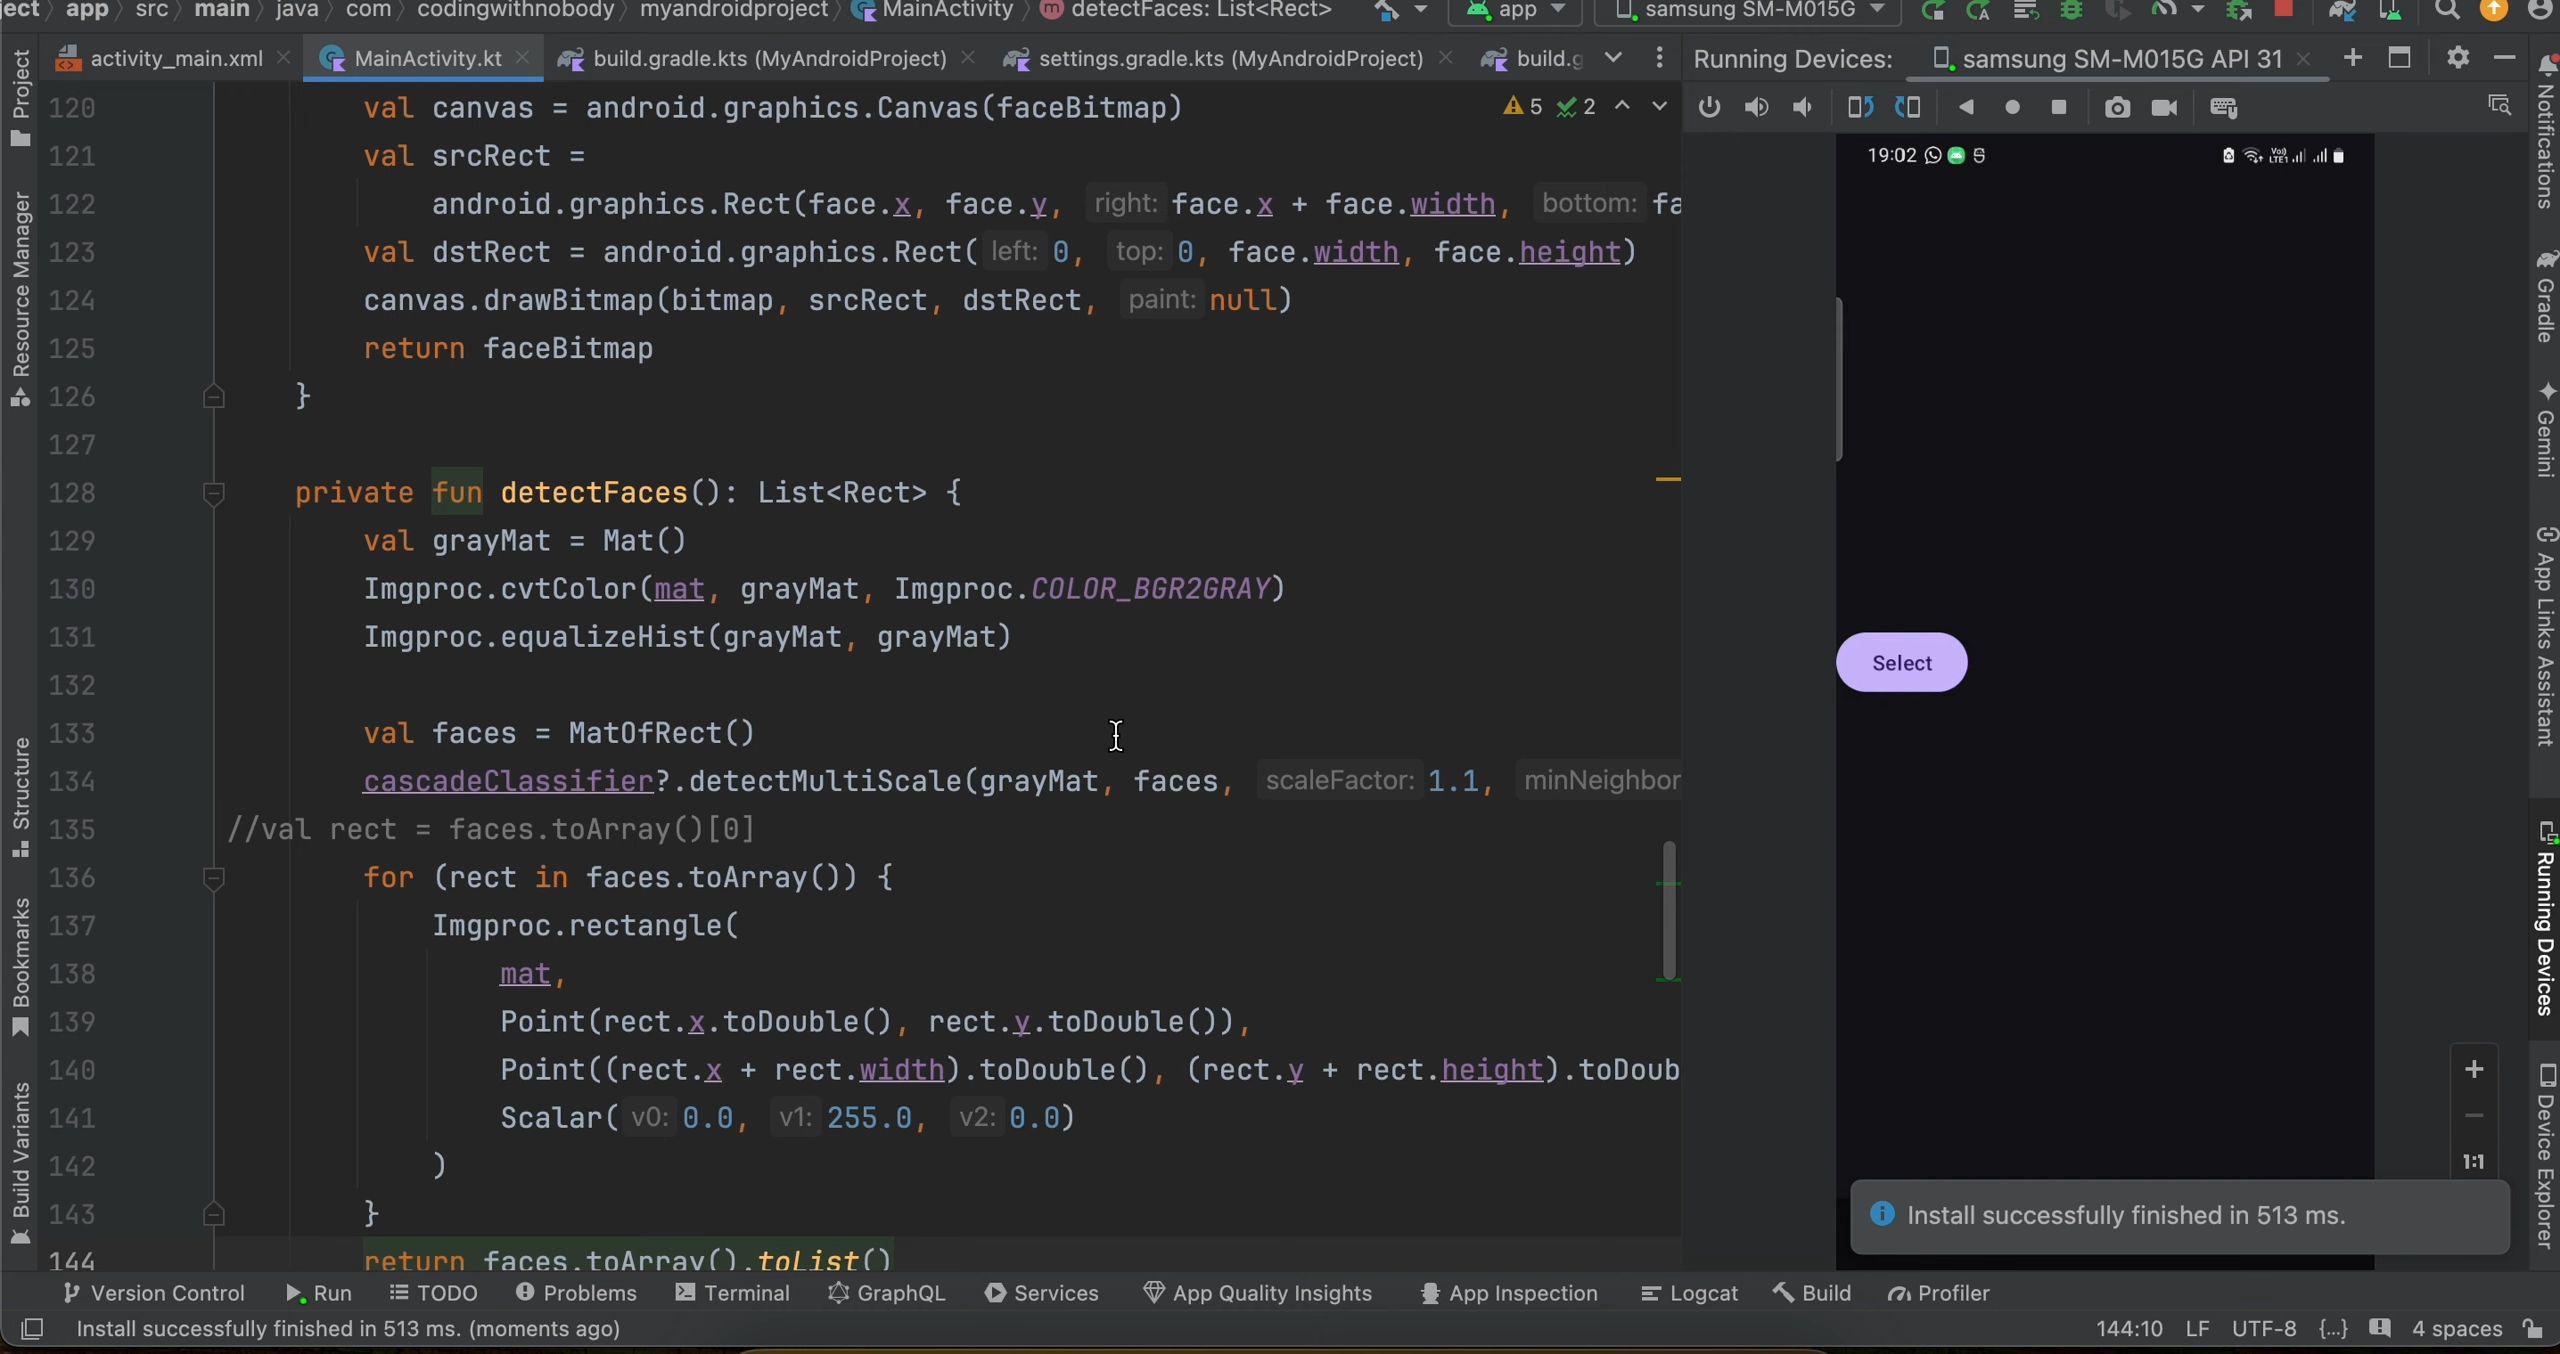 ject app src main java com codingwithnobody myandroidproject MainActivity detectFaces: List<Rect> app samsung SM-M015G
activity_main.xml MainActivity.kt build.gradle.kts (MyAndroidProject) settings.gradle.kts (MyAndroidProject) build.g
Running Devices: samsung SM-M015G API 31
5 2
120 val canvas = android.graphics.Canvas(faceBitmap)
121 val srcRect =
122 android.graphics.Rect(face.x, face.y, right: face.x + face.width, bottom: fa
123 val dstRect = android.graphics.Rect( left: 0, top: 0, face.width, face.height)
124 canvas.drawBitmap(bitmap, srcRect, dstRect, paint: null)
125 return faceBitmap
126 }
127
128 private fun detectFaces(): List<Rect> {
129 val grayMat = Mat()
130 Imgproc.cvtColor(mat, grayMat, Imgproc.COLOR_BGR2GRAY)
131 Imgproc.equalizeHist(grayMat, grayMat)
132
133 val faces = MatOfRect()
134 cascadeClassifier?.detectMultiScale(grayMat, faces, scaleFactor: 1.1, minNeighbor
135 //val rect = faces.toArray()[0]
136 for (rect in faces.toArray()) {
137 Imgproc.rectangle(
138 mat,
139 Point(rect.x.toDouble(), rect.y.toDouble()),
140 Point((rect.x + rect.width).toDouble(), (rect.y + rect.height).toDoub
141 Scalar( v0: 0.0, v1: 255.0, v2: 0.0)
142 )
143 }
144 return faces.toArray().toList()
19:02 Vo)) LTE1
Select
1:1
Install successfully finished in 513 ms.
Project
Resource Manager
Structure
Bookmarks
Build Variants
Notifications
Gradle
Gemini
App Links Assistant
Running Devices
Device Explorer
Version Control Run TODO Problems Terminal GraphQL Services App Quality Insights App Inspection Logcat Build Profiler
Install successfully finished in 513 ms. (moments ago) 144:10 LF UTF-8 {...} 4 spaces